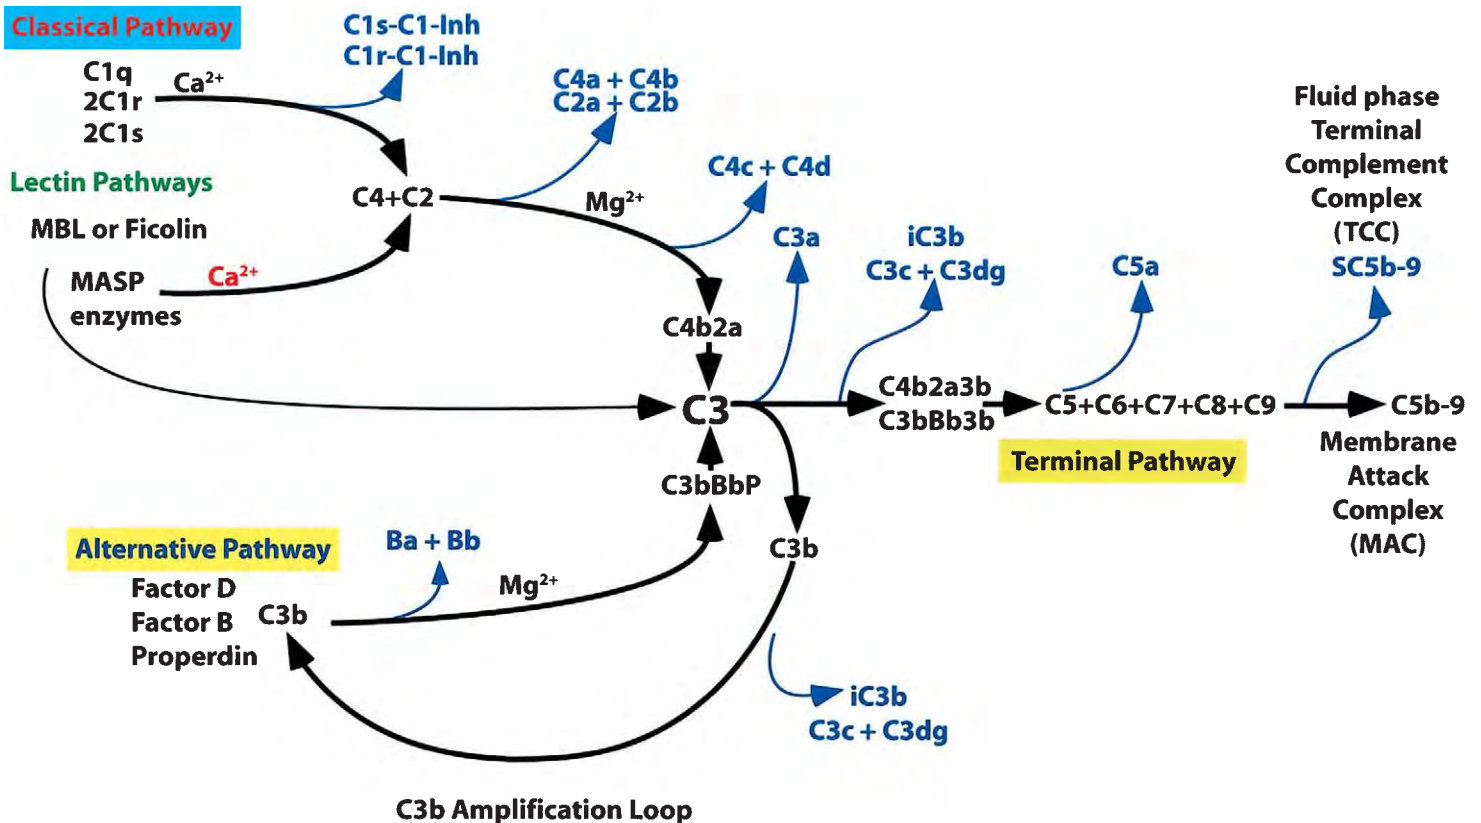 Classical Pathway
C1q
2C1r
2C1s
Ca²⁺
C1s-C1-Inh
C1r-C1-Inh
C4a + C4b
C2a + C2b
Lectin Pathways
MBL or Ficolin
MASP
enzymes
Ca²⁺
C4+C2
Mg²⁺
C4c + C4d
C4b2a
C3a
iC3b
C3c + C3dg
C3
C4b2a3b
C3bBb3b
C5a
C5+C6+C7+C8+C9
Terminal Pathway
Fluid phase
Terminal
Complement
Complex
(TCC)
SC5b-9
C5b-9
Membrane
Attack
Complex
(MAC)
C3bBbP
C3b
Alternative Pathway
Factor D
Factor B
Properdin
C3b
Ba + Bb
Mg²⁺
iC3b
C3c + C3dg
C3b Amplification Loop